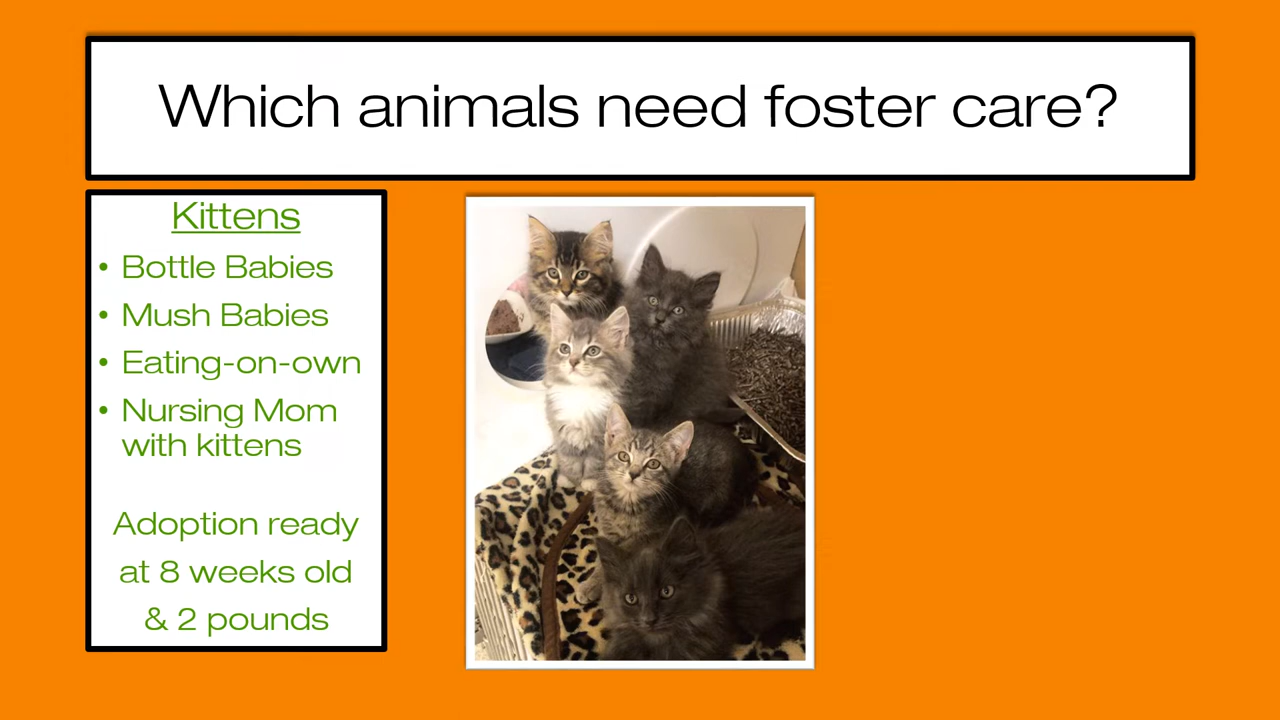 Which animals need foster care?
Kittens
• Bottle Babies
• Mush Babies
• Eating-on-own
• Nursing Mom
with kittens
Adoption ready
at 8 weeks old
& 2 pounds